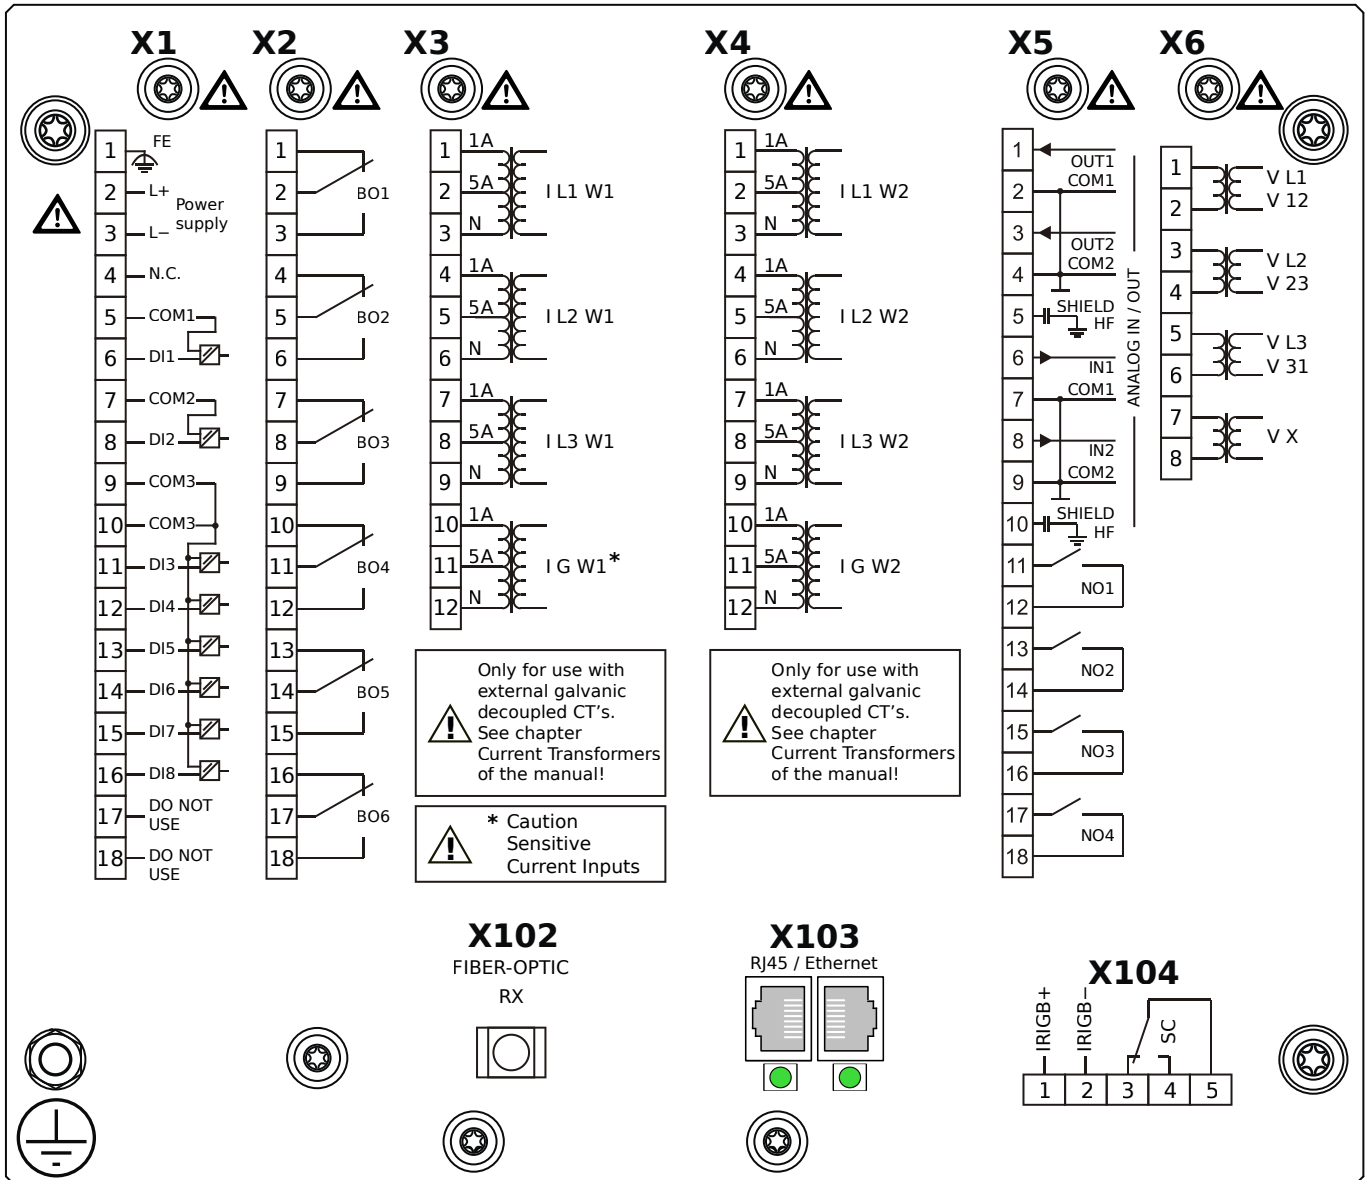 X1
X2
X3
X4
X5
X6
1 FE
2 L+
Power
supply
3 L−
4 N.C.
5 COM1
6 DI1
7 COM2
8 DI2
9 COM3
10 COM3
11 DI3
12 DI4
13 DI5
14 DI6
15 DI7
16 DI8
17 DO NOT
USE
18 DO NOT
USE
1
2 BO1
3
4
5 BO2
6
7
8 BO3
9
10
11 BO4
12
13
14 BO5
15
16
17 BO6
18
1 1A
2 5A I L1 W1
3 N
4 1A
5 5A I L2 W1
6 N
7 1A
8 5A I L3 W1
9 N
10 1A
11 5A I G W1*
12 N
Only for use with
external galvanic
decoupled CT's.
See chapter
Current Transformers
of the manual!
* Caution
Sensitive
Current Inputs
1 1A
2 5A I L1 W2
3 N
4 1A
5 5A I L2 W2
6 N
7 1A
8 5A I L3 W2
9 N
10 1A
11 5A I G W2
12 N
Only for use with
external galvanic
decoupled CT's.
See chapter
Current Transformers
of the manual!
1 OUT1
2 COM1
3 OUT2
4 COM2
5 SHIELD
HF
6 IN1
7 COM1
8 IN2
9 COM2
10 SHIELD
HF
ANALOG IN / OUT
11
NO1
12
13
NO2
14
15
NO3
16
17
NO4
18
1 V L1
2 V 12
3 V L2
4 V 23
5 V L3
6 V 31
7 V X
8
X102
FIBER-OPTIC
RX
X103
RJ45 / Ethernet
X104
IRIGB+
IRIGB−
SC
1 2 3 4 5